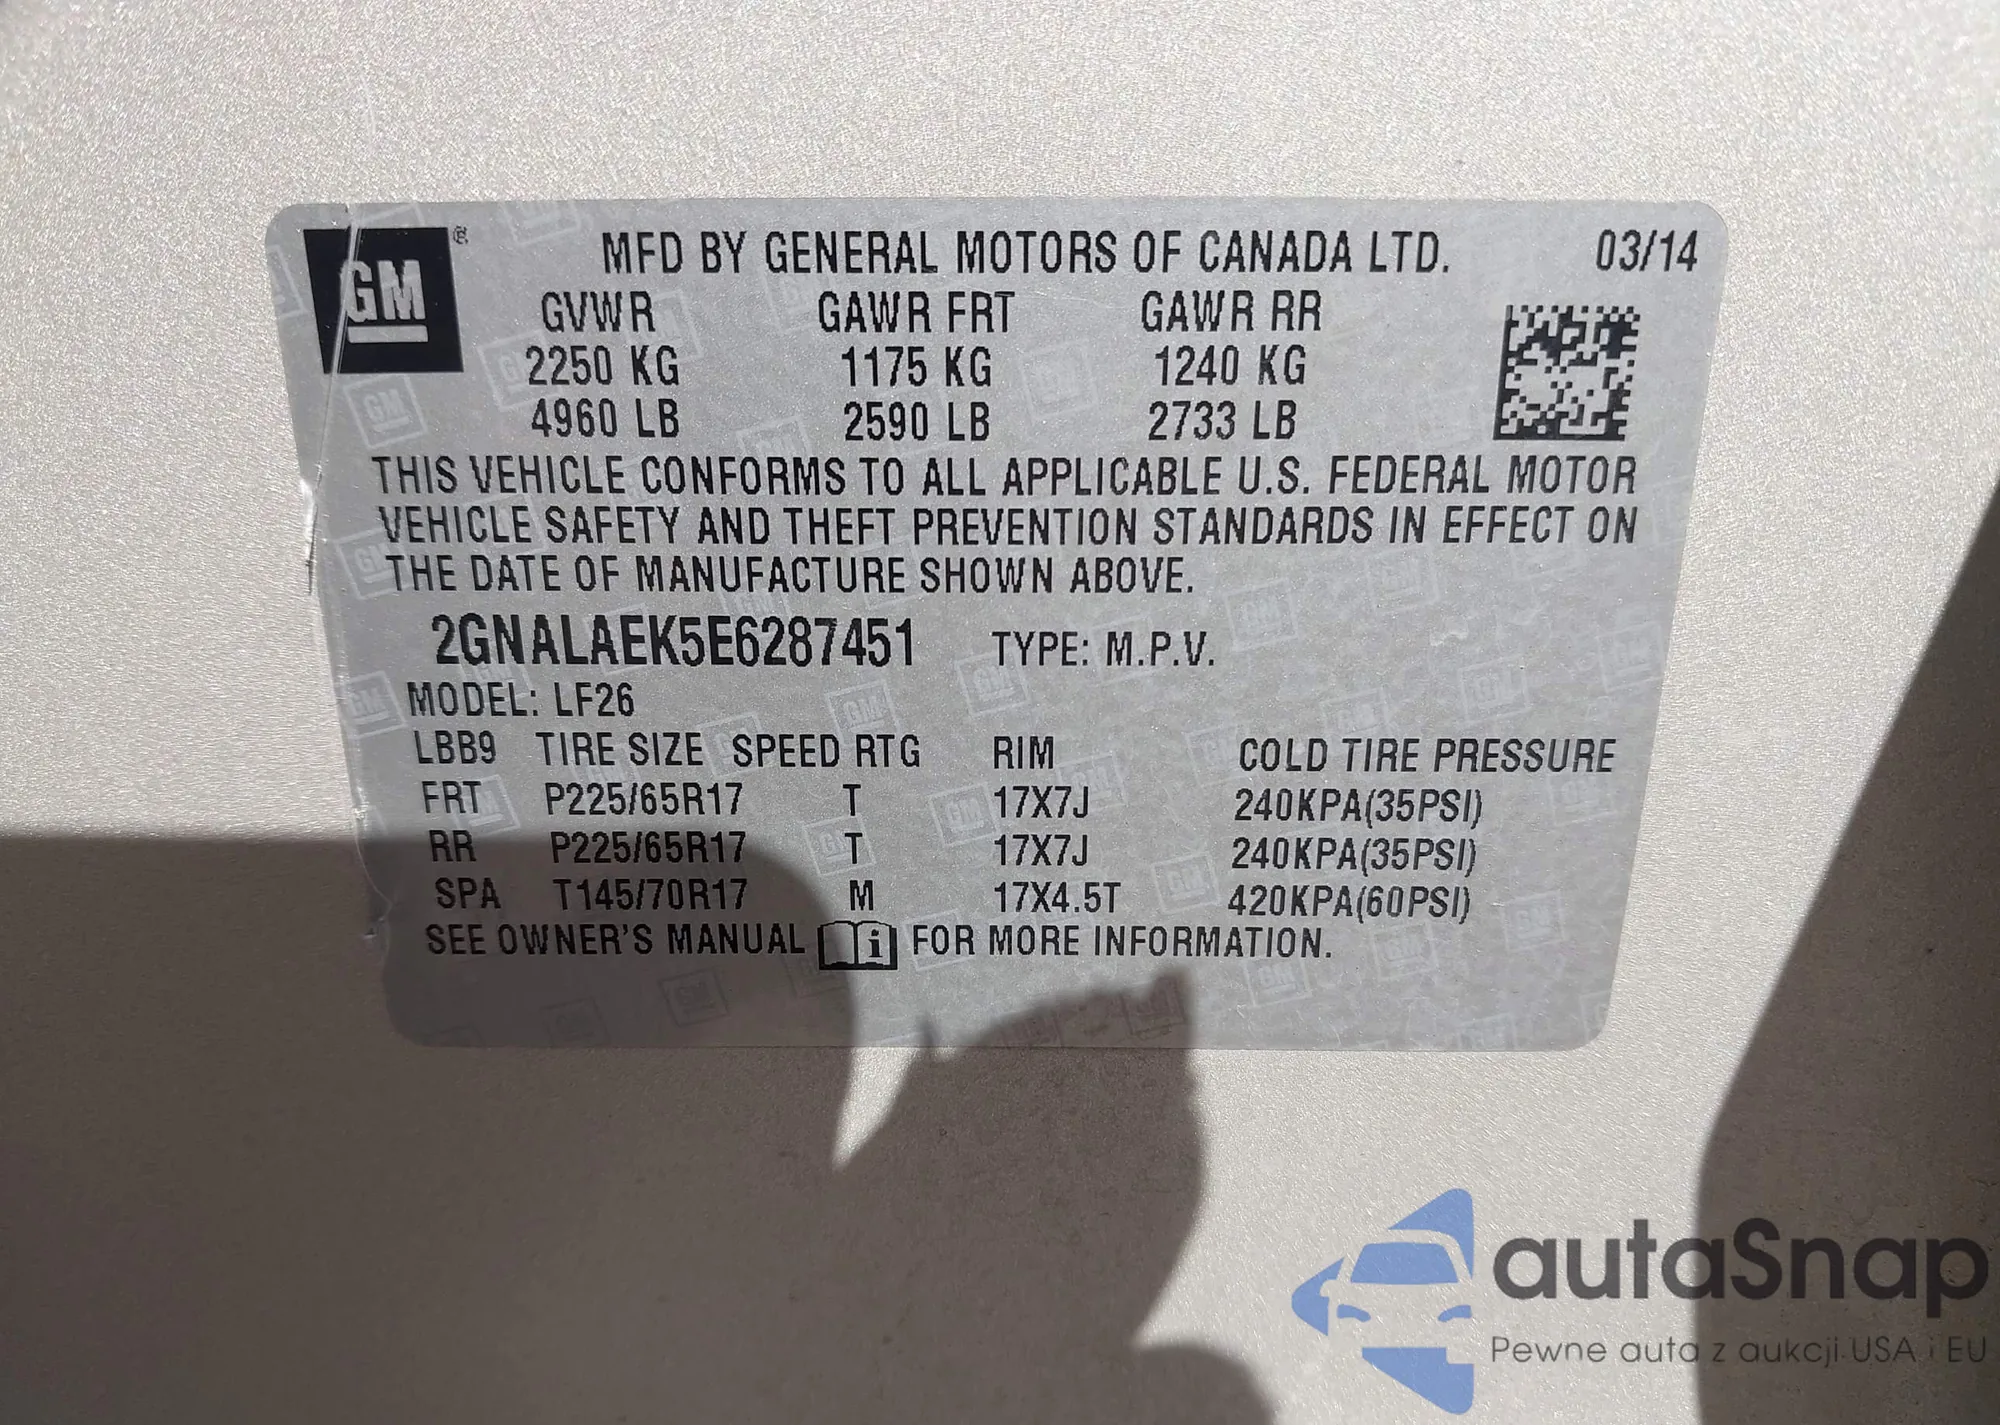 GM ®
MFD BY GENERAL MOTORS OF CANADA LTD. 03/14
GVWR GAWR FRT GAWR RR
2250 KG 1175 KG 1240 KG
4960 LB 2590 LB 2733 LB
THIS VEHICLE CONFORMS TO ALL APPLICABLE U.S. FEDERAL MOTOR
VEHICLE SAFETY AND THEFT PREVENTION STANDARDS IN EFFECT ON
THE DATE OF MANUFACTURE SHOWN ABOVE.
2GNALAEK5E6287451 TYPE: M.P.V.
MODEL: LF26
LBB9 TIRE SIZE SPEED RTG RIM COLD TIRE PRESSURE
FRT P225/65R17 T 17X7J 240KPA(35PSI)
RR P225/65R17 T 17X7J 240KPA(35PSI)
SPA T145/70R17 M 17X4.5T 420KPA(60PSI)
SEE OWNER'S MANUAL i FOR MORE INFORMATION.
autaSnap
Pewne auta z aukcji USA i EU